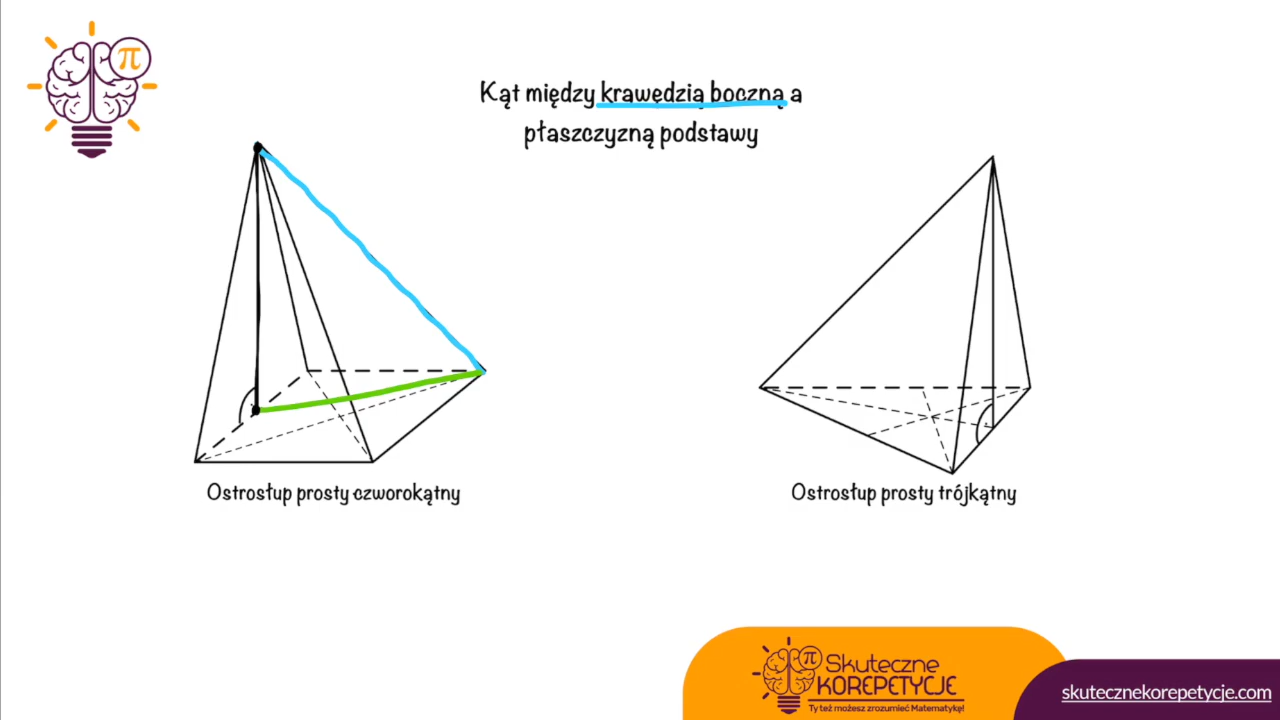 π
Kąt między krawędzią boczną a
płaszczyzną podstawy
Ostrosłup prosty czworokątny
Ostrosłup prosty trójkątny
π
Skuteczne
KOREPETYCJE
Ty też możesz zrozumieć Matematykę!
skutecznekorepetycje.com